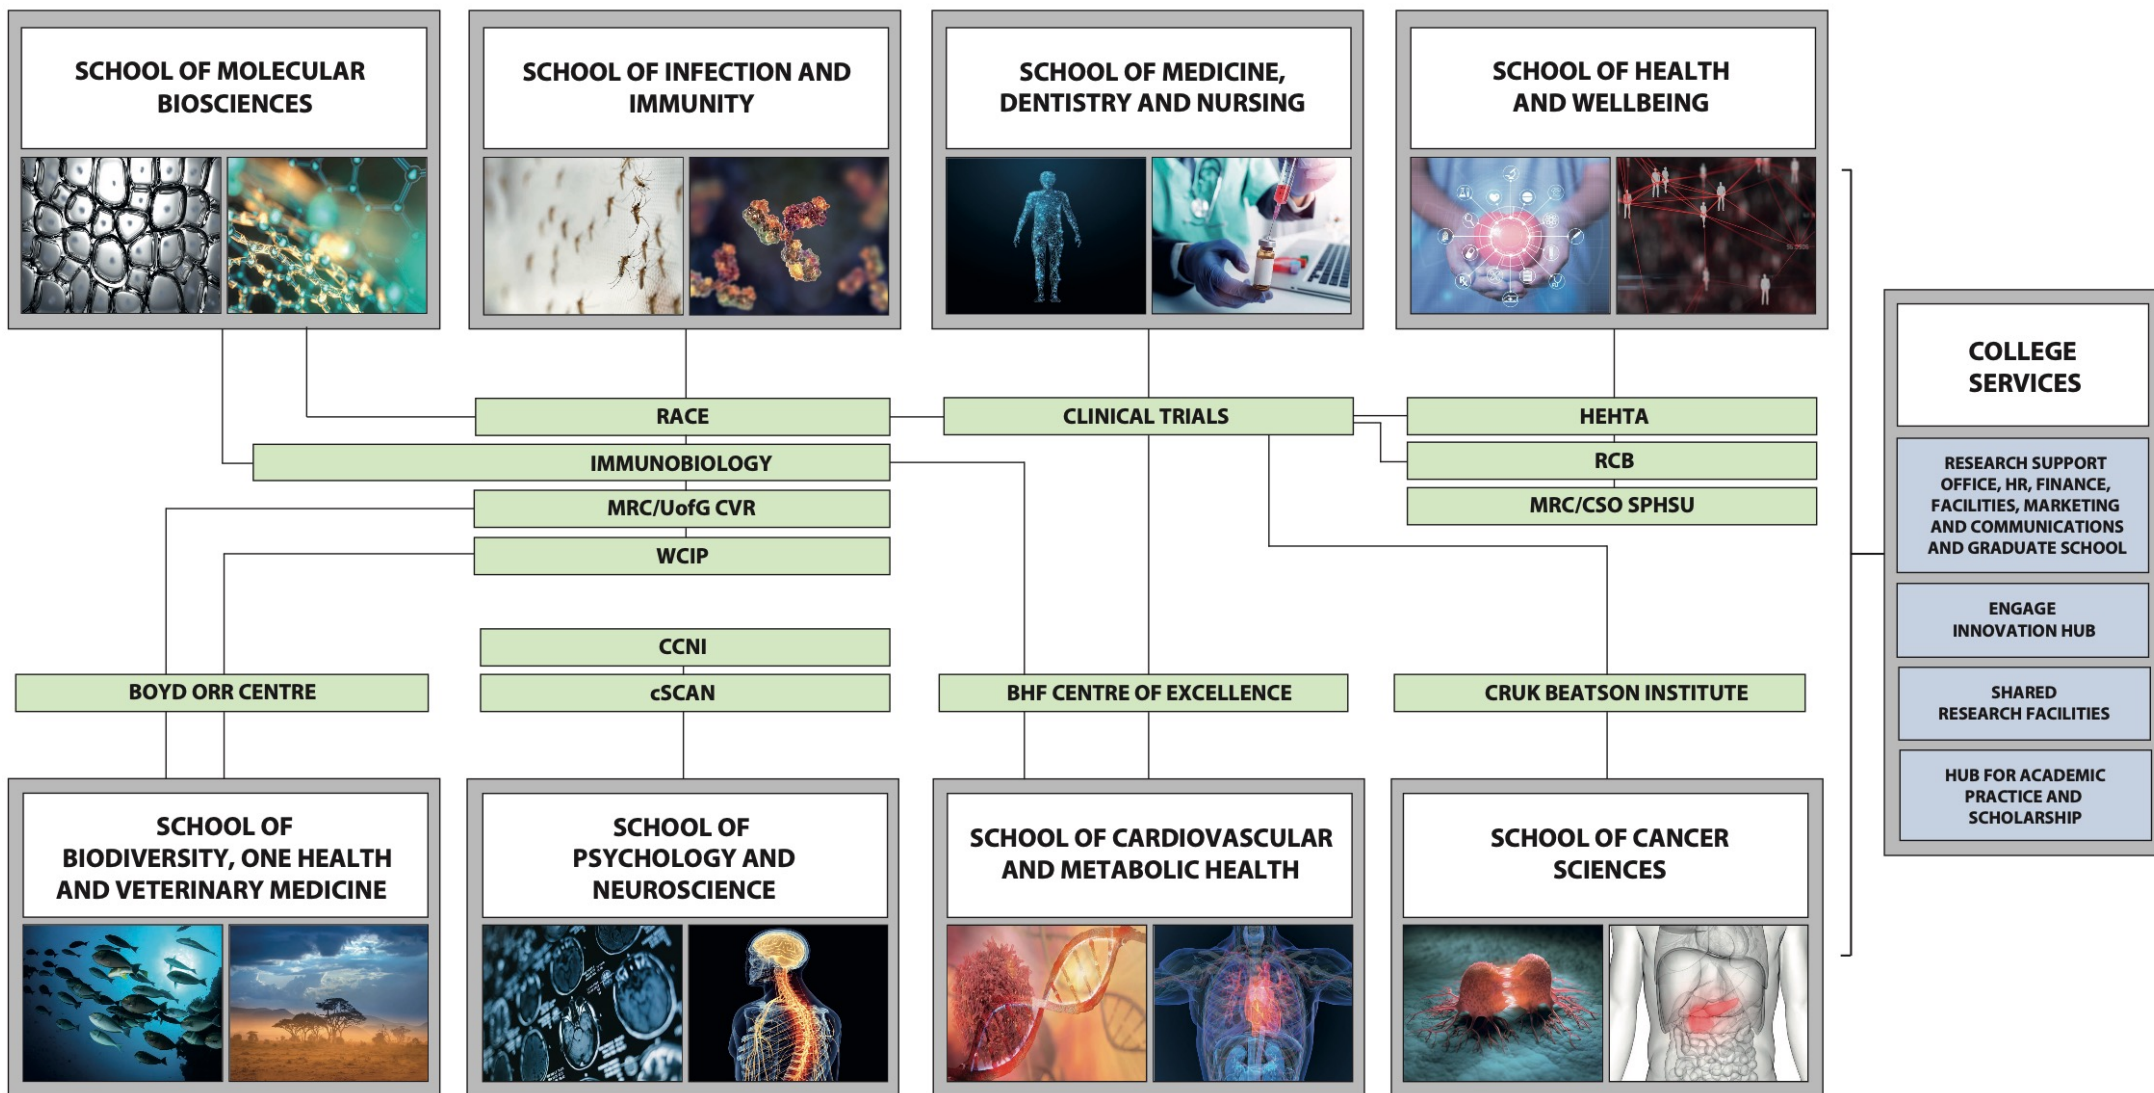 SCHOOL OF MOLECULAR
BIOSCIENCES
SCHOOL OF INFECTION AND
IMMUNITY
SCHOOL OF MEDICINE,
DENTISTRY AND NURSING
SCHOOL OF HEALTH
AND WELLBEING
RACE
CLINICAL TRIALS
HEHTA
IMMUNOBIOLOGY
RCB
MRC/UofG CVR
MRC/CSO SPHSU
WCIP
CCNI
BOYD ORR CENTRE
cSCAN
BHF CENTRE OF EXCELLENCE
CRUK BEATSON INSTITUTE
SCHOOL OF
BIODIVERSITY, ONE HEALTH
AND VETERINARY MEDICINE
SCHOOL OF
PSYCHOLOGY AND
NEUROSCIENCE
SCHOOL OF CARDIOVASCULAR
AND METABOLIC HEALTH
SCHOOL OF CANCER
SCIENCES
COLLEGE
SERVICES
RESEARCH SUPPORT
OFFICE, HR, FINANCE,
FACILITIES, MARKETING
AND COMMUNICATIONS
AND GRADUATE SCHOOL
ENGAGE
INNOVATION HUB
SHARED
RESEARCH FACILITIES
HUB FOR ACADEMIC
PRACTICE AND
SCHOLARSHIP